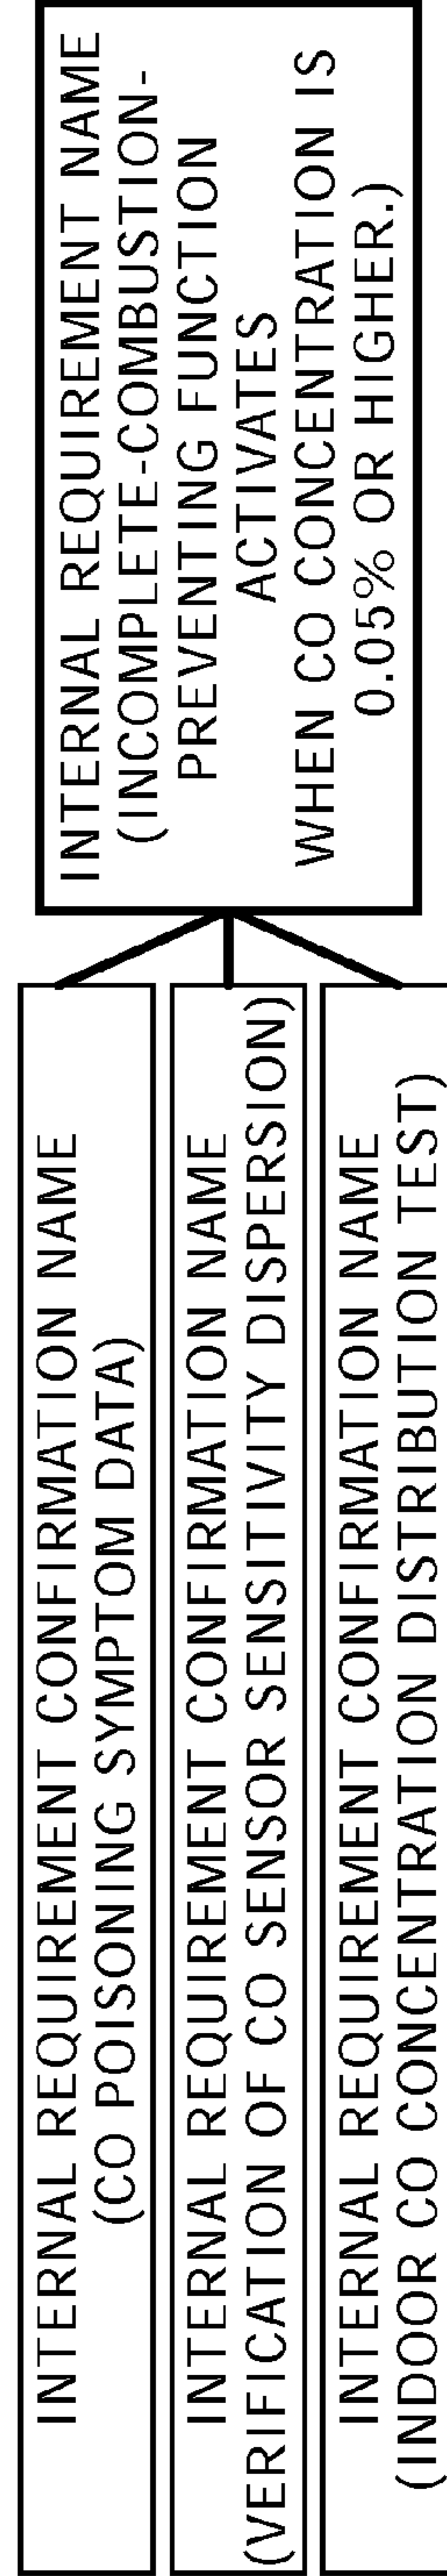 INTERNAL REQUIREMENT CONFIRMATION NAME
(CO POISONING SYMPTOM DATA)
INTERNAL REQUIREMENT CONFIRMATION NAME
(VERIFICATION OF CO SENSOR SENSITIVITY DISPERSION)
INTERNAL REQUIREMENT CONFIRMATION NAME
(INDOOR CO CONCENTRATION DISTRIBUTION TEST)
INTERNAL REQUIREMENT NAME
(INCOMPLETE-COMBUSTION-
PREVENTING FUNCTION
ACTIVATES
WHEN CO CONCENTRATION IS
0.05% OR HIGHER.)